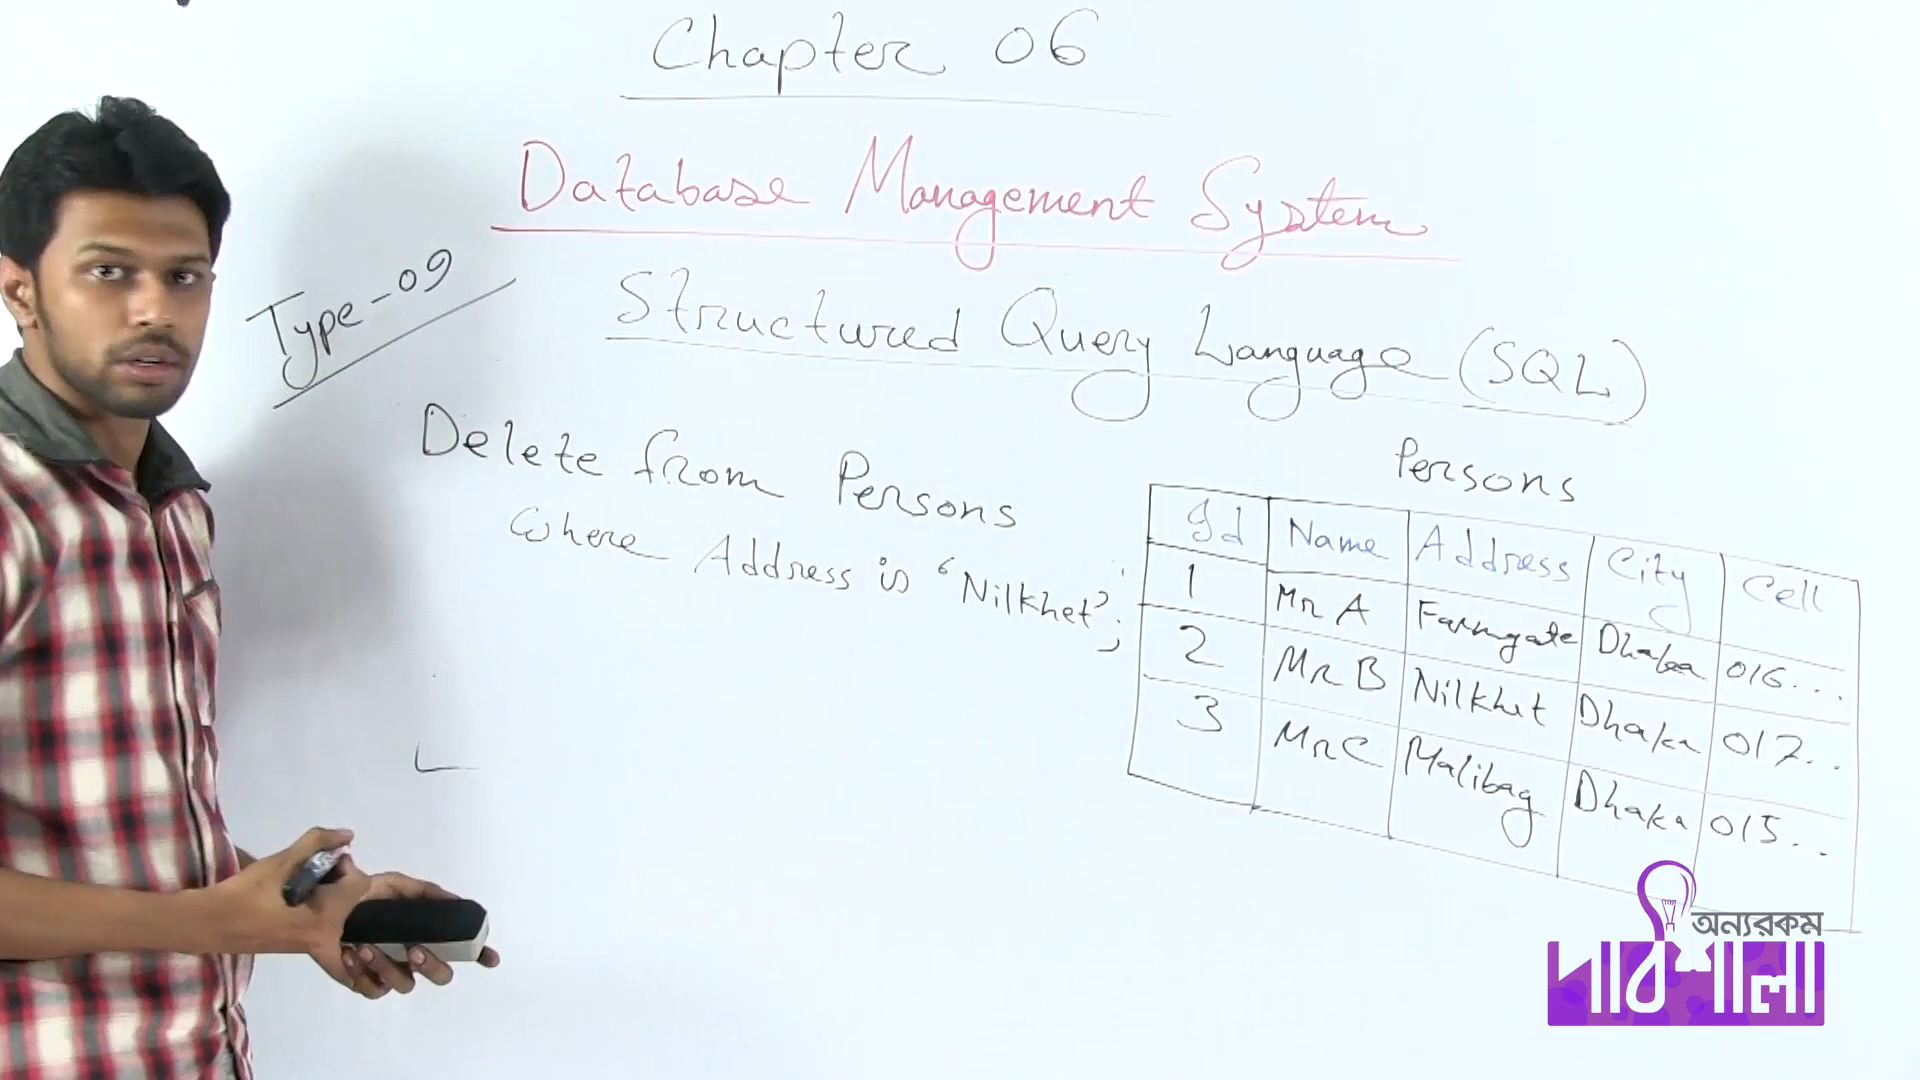 Chapter 06
Database Management System
Type-09
Structured Query Language (SQL)
Delete from Persons
Where Address is 'Nilkhet';
Persons
Id Name Address City Cell
1 Mr A Farmgate Dhaka 016...
2 Mr B Nilkhet Dhaka 017..
3 Mr C Malibag Dhaka 015..
অন্যরকম
পাঠশালা